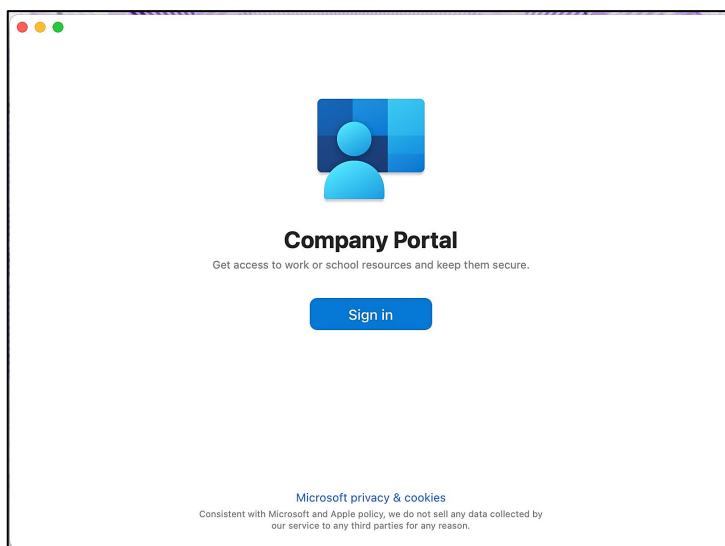 Company Portal
Get access to work or school resources and keep them secure.
Sign in
Microsoft privacy & cookies
Consistent with Microsoft and Apple policy, we do not sell any data collected by
our service to any third parties for any reason.